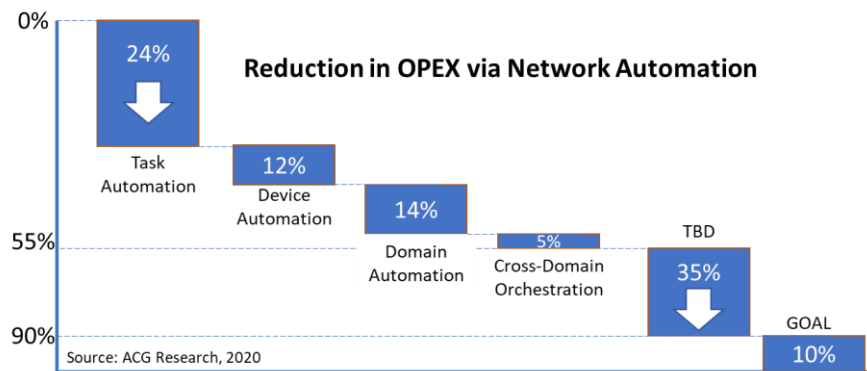 0%
24%
Reduction in OPEX via Network Automation
Task
Automation
12%
Device
Automation
14%
Domain
Automation
55%
5%
Cross-Domain
Orchestration
TBD
35%
90%
GOAL
10%
Source: ACG Research, 2020